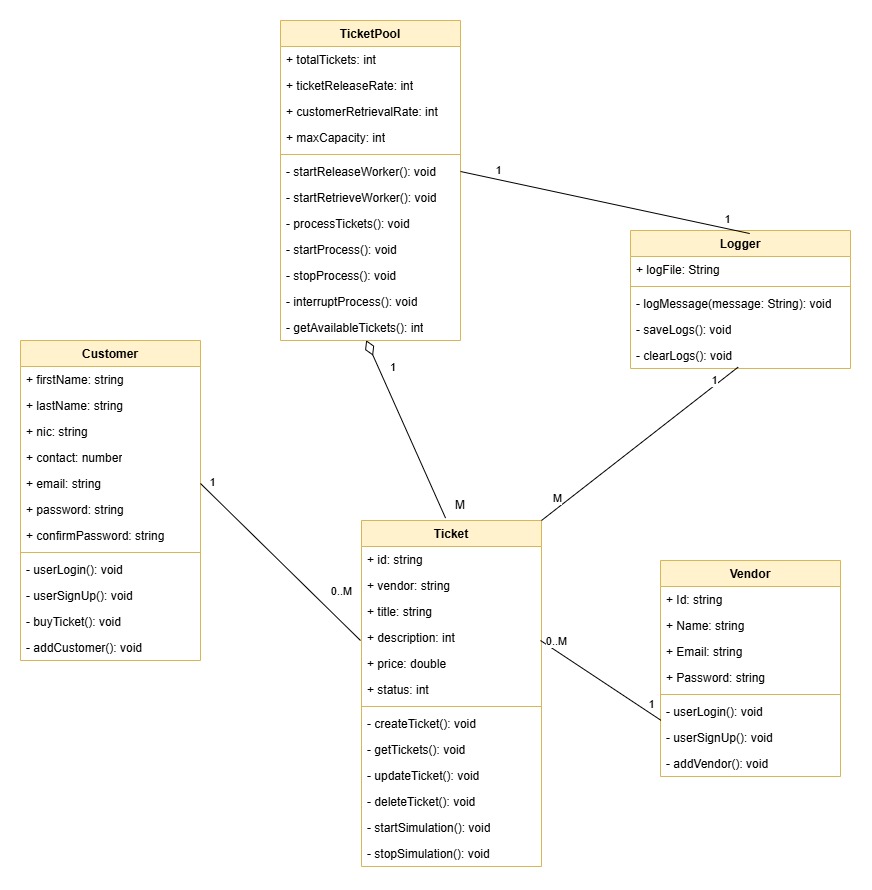 TicketPool
+ totalTickets: int
+ ticketReleaseRate: int
+ customerRetrievalRate: int
+ maxCapacity: int
- startReleaseWorker(): void
- startRetrieveWorker(): void
- processTickets(): void
- startProcess(): void
- stopProcess(): void
- interruptProcess(): void
- getAvailableTickets(): int
1
1
Logger
+ logFile: String
- logMessage(message: String): void
- saveLogs(): void
- clearLogs(): void
1
M
1
M
Customer
+ firstName: string
+ lastName: string
+ nic: string
+ contact: number
+ email: string
+ password: string
+ confirmPassword: string
- userLogin(): void
- userSignUp(): void
- buyTicket(): void
- addCustomer(): void
1
0..M
Ticket
+ id: string
+ vendor: string
+ title: string
+ description: int
+ price: double
+ status: int
- createTicket(): void
- getTickets(): void
- updateTicket(): void
- deleteTicket(): void
- startSimulation(): void
- stopSimulation(): void
0..M
1
Vendor
+ Id: string
+ Name: string
+ Email: string
+ Password: string
- userLogin(): void
- userSignUp(): void
- addVendor(): void